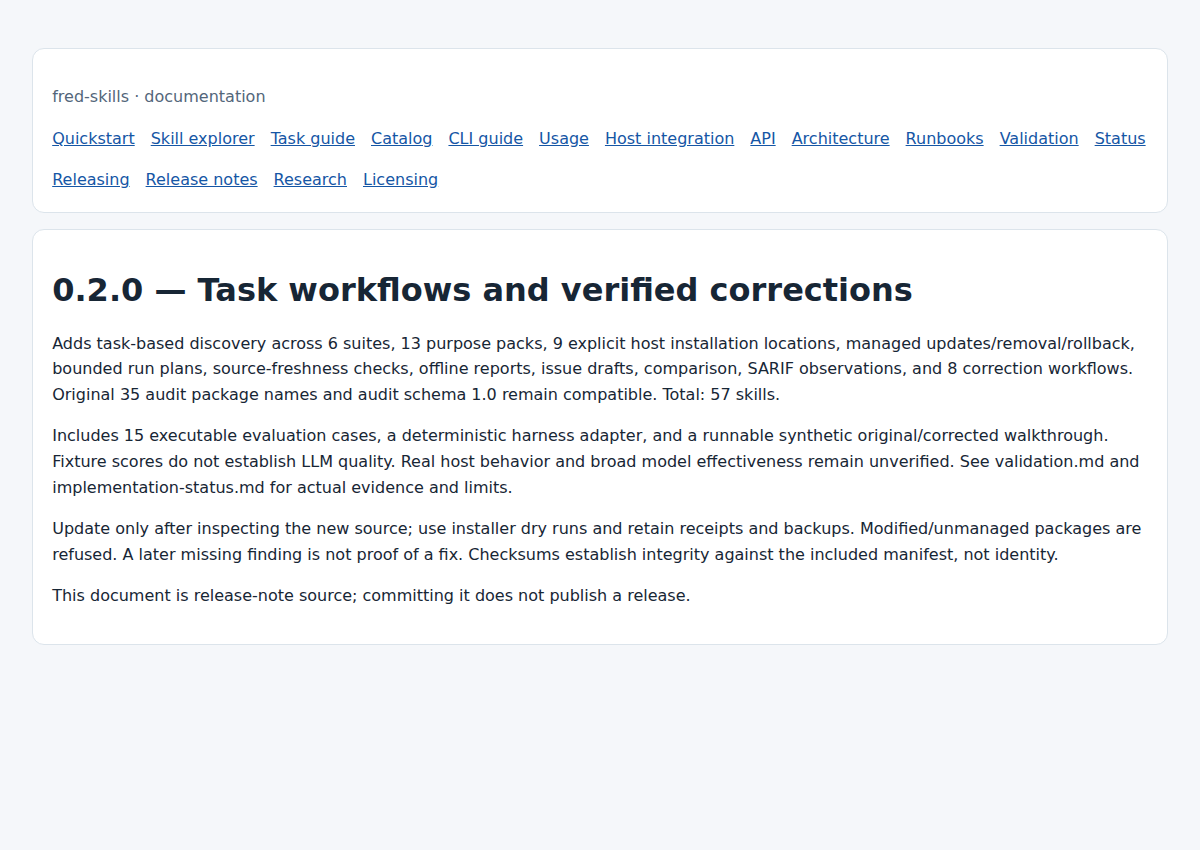 fred-skills · documentation
Quickstart Skill explorer Task guide Catalog CLI guide Usage Host integration API Architecture Runbooks Validation Status
Releasing Release notes Research Licensing
0.2.0 — Task workflows and verified corrections
Adds task-based discovery across 6 suites, 13 purpose packs, 9 explicit host installation locations, managed updates/removal/rollback,
bounded run plans, source-freshness checks, offline reports, issue drafts, comparison, SARIF observations, and 8 correction workflows.
Original 35 audit package names and audit schema 1.0 remain compatible. Total: 57 skills.
Includes 15 executable evaluation cases, a deterministic harness adapter, and a runnable synthetic original/corrected walkthrough.
Fixture scores do not establish LLM quality. Real host behavior and broad model effectiveness remain unverified. See validation.md and
implementation-status.md for actual evidence and limits.
Update only after inspecting the new source; use installer dry runs and retain receipts and backups. Modified/unmanaged packages are
refused. A later missing finding is not proof of a fix. Checksums establish integrity against the included manifest, not identity.
This document is release-note source; committing it does not publish a release.